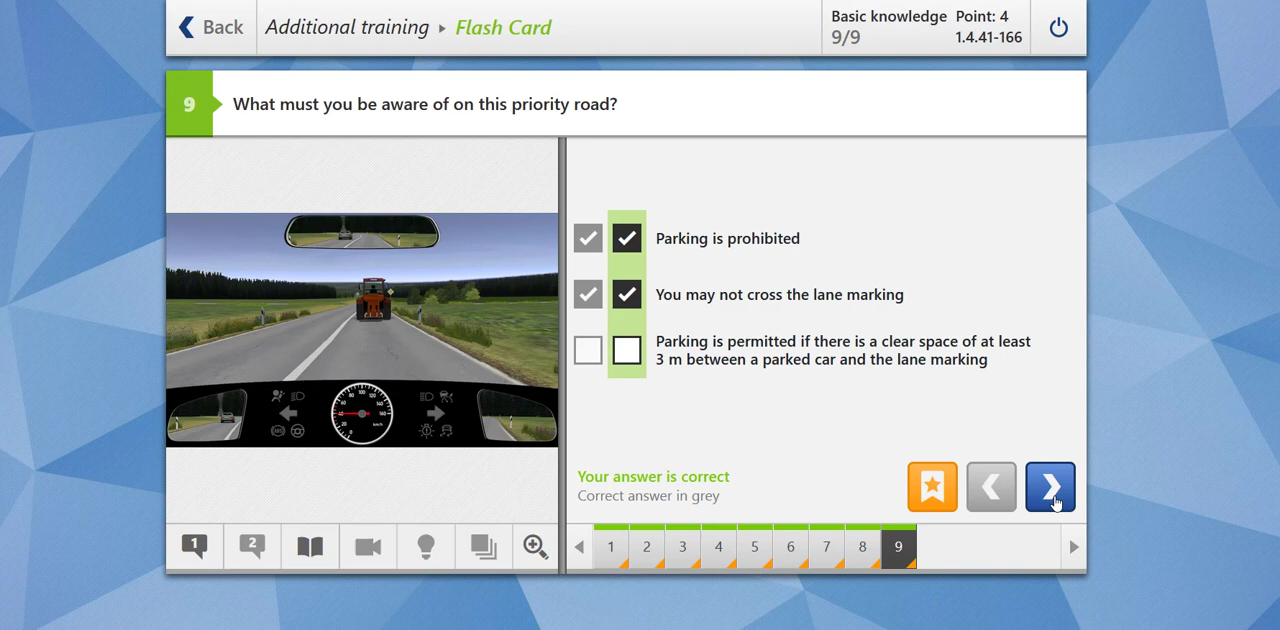 Back
Additional training ▸ Flash Card
Basic knowledge Point: 4
9/9 1.4.41-166
9 What must you be aware of on this priority road?
Parking is prohibited
You may not cross the lane marking
Parking is permitted if there is a clear space of at least
3 m between a parked car and the lane marking
Your answer is correct
Correct answer in grey
1 2
1 2 3 4 5 6 7 8 9